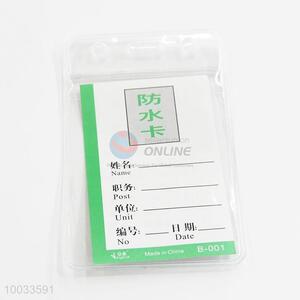 防
水
卡
ONLINE
姓名:
Name
职务:
Post
单位:
Unit
编号: 日期:
No Date
Made in China B-001
1000033591